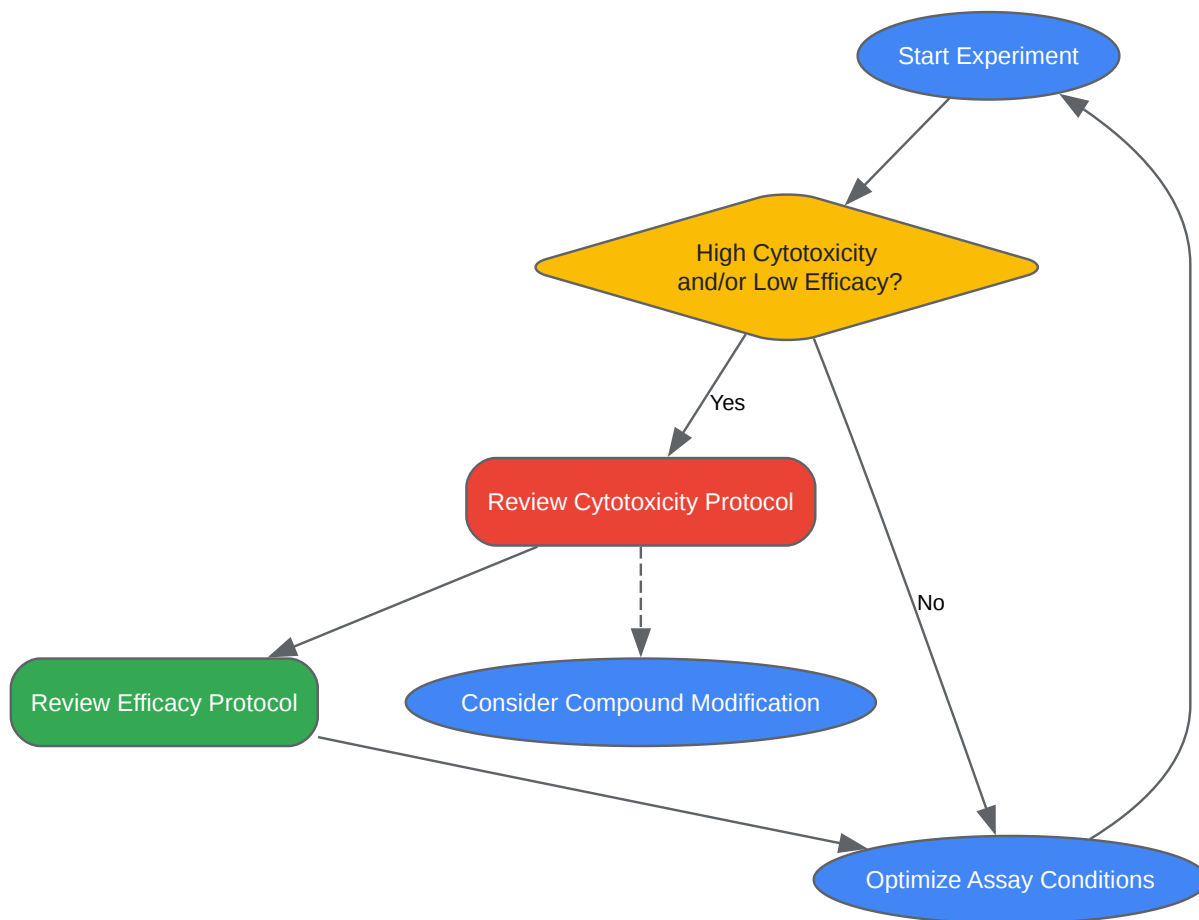 Start Experiment
High Cytotoxicity
and/or Low Efficacy?
Yes
Review Cytotoxicity Protocol
No
Review Efficacy Protocol
Consider Compound Modification
Optimize Assay Conditions